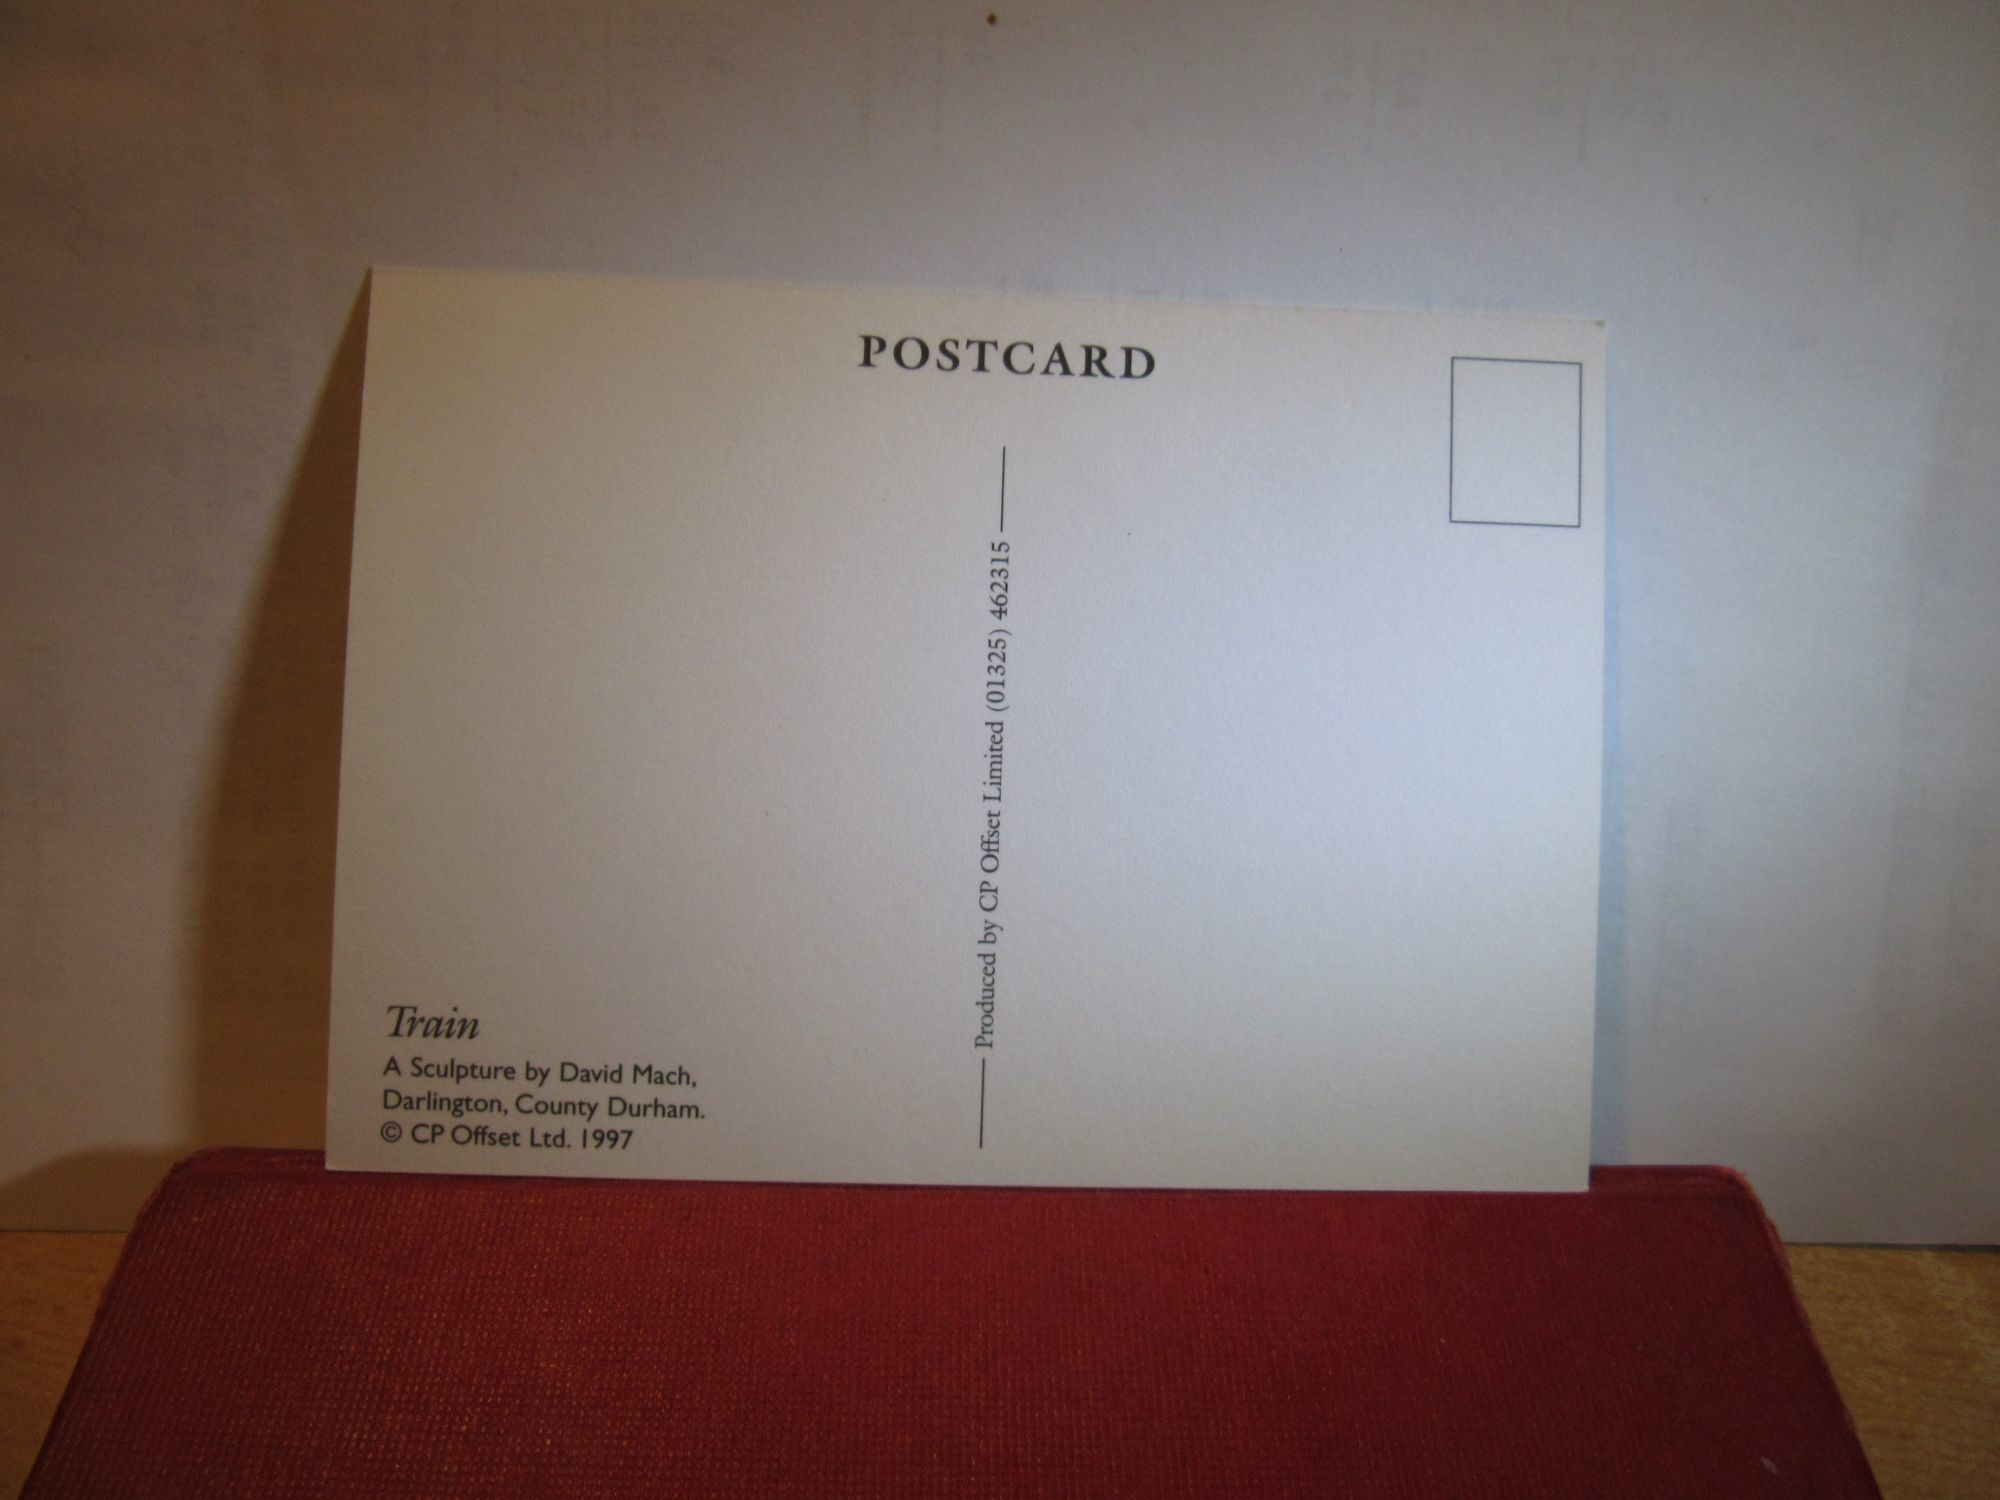 POSTCARD
Produced by CP Offset Limited (01325) 462315
Train
A Sculpture by David Mach,
Darlington, County Durham.
© CP Offset Ltd. 1997